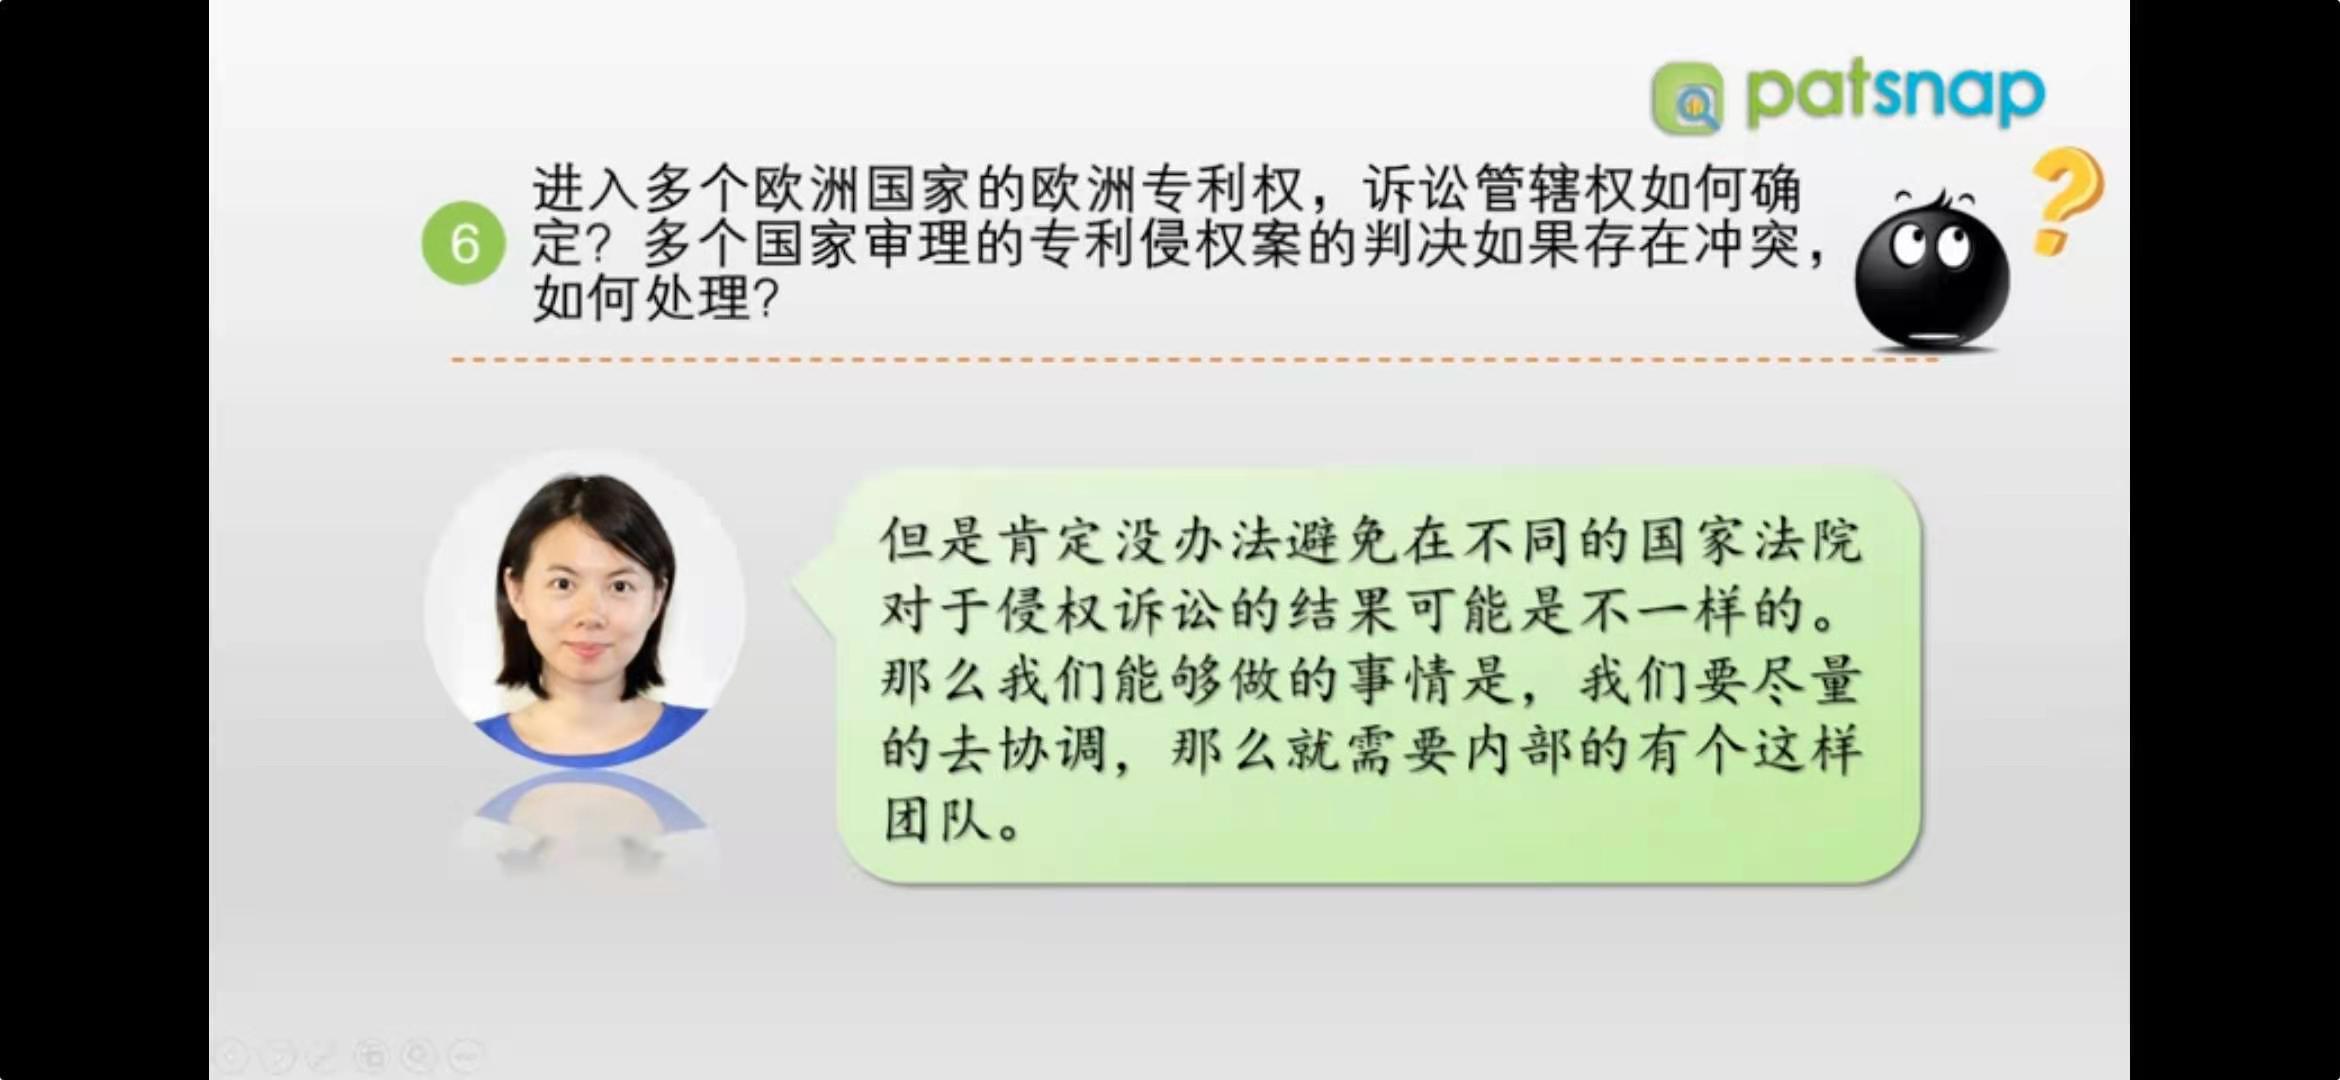 patsnap
6
进入多个欧洲国家的欧洲专利权，诉讼管辖权如何确
定？多个国家审理的专利侵权案的判决如果存在冲突，
如何处理？
但是肯定没办法避免在不同的国家法院
对于侵权诉讼的结果可能是不一样的。
那么我们能够做的事情是，我们要尽量
的去协调，那么就需要内部的有个这样
团队。